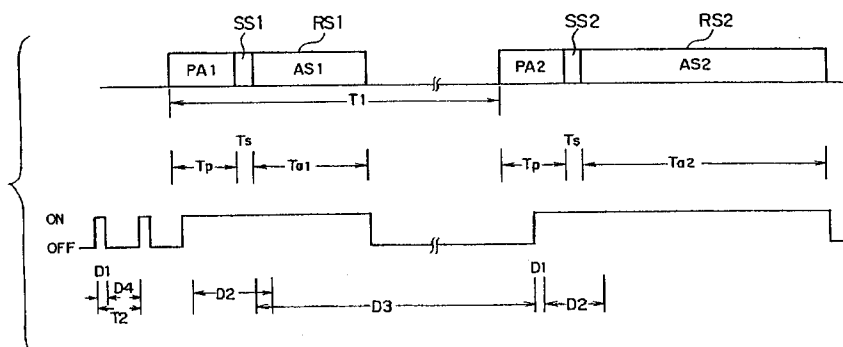 SS1 RS1 SS2 RS2
PA1 AS1 PA2 AS2
T1
Ts Ts
Tp Ta1 Tp Ta2
ON
OFF
D1 D1
D4 D2 D3 D2
T2